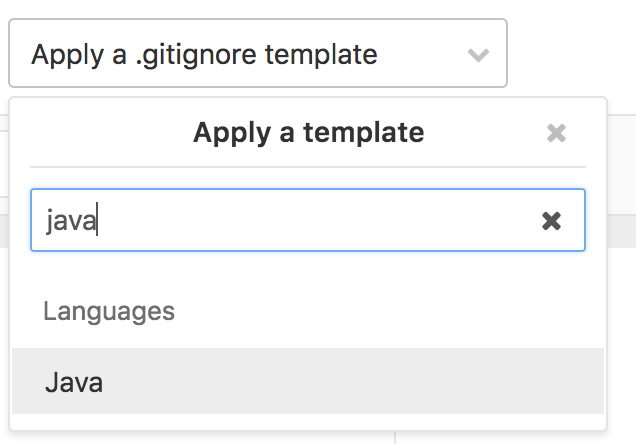 Apply a .gitignore template
Apply a template
java
Languages
Java